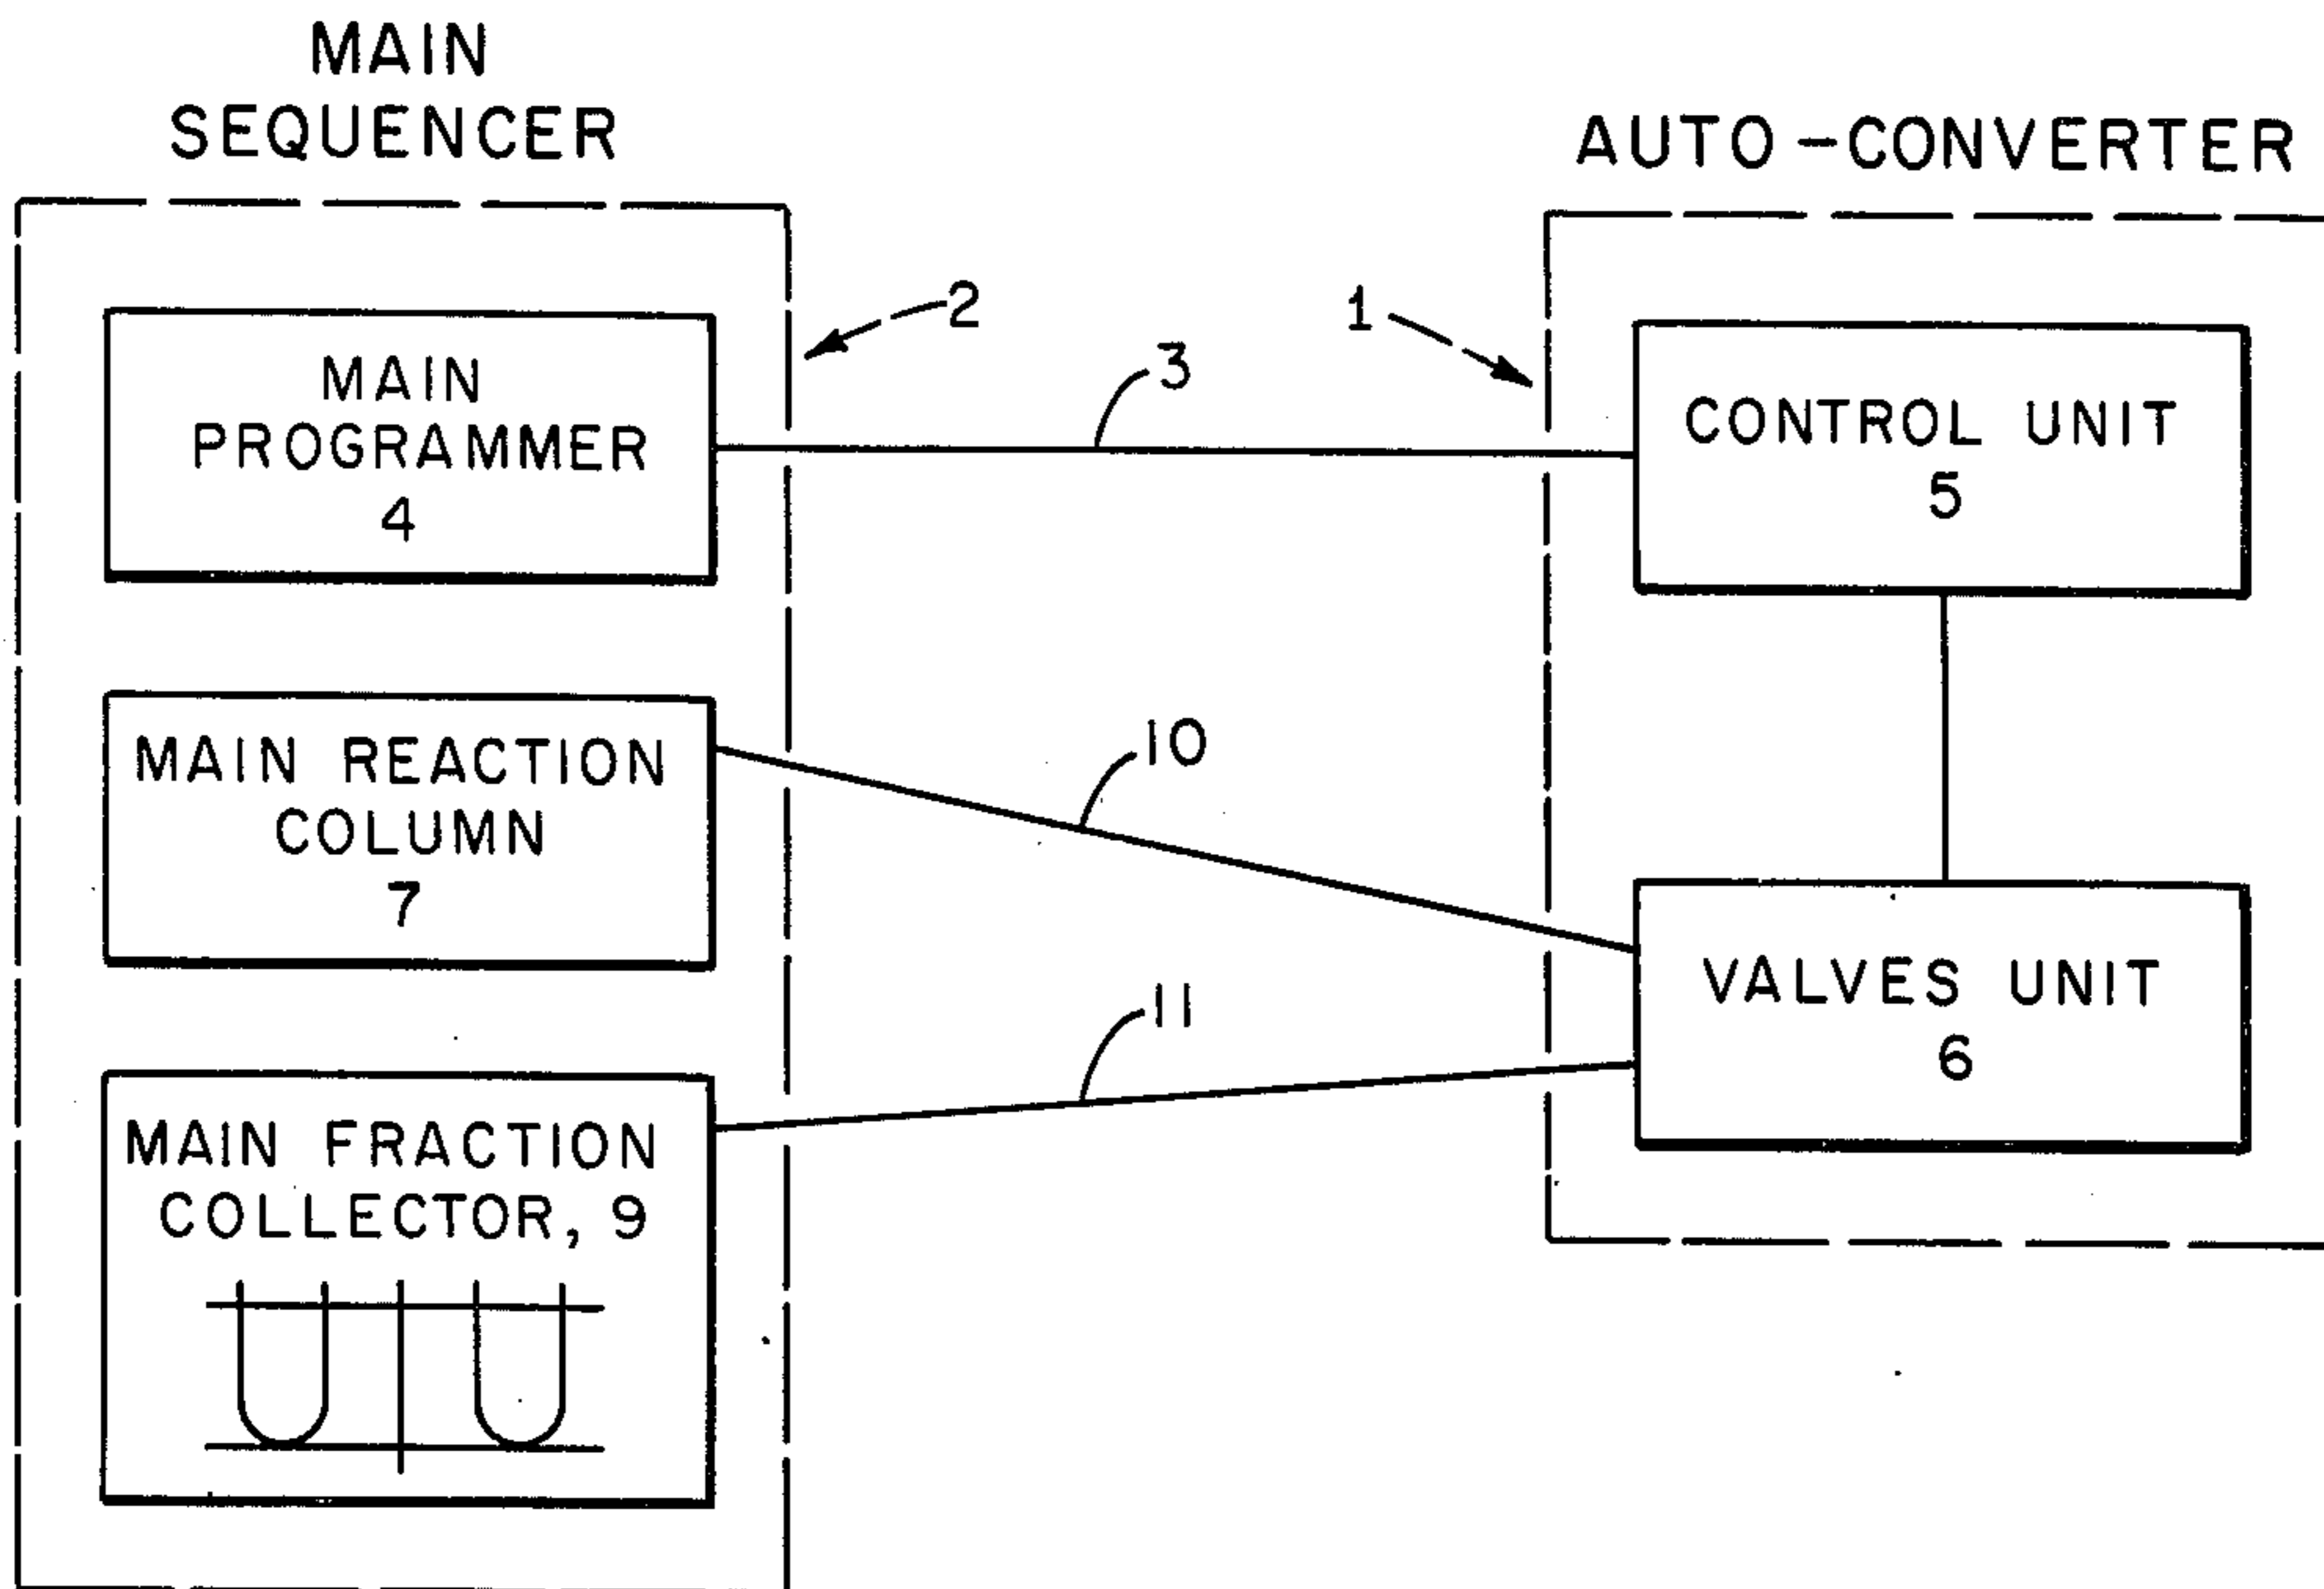 MAIN
SEQUENCER
AUTO-CONVERTER
2
1
3
MAIN
PROGRAMMER
4
CONTROL UNIT
5
MAIN REACTION
COLUMN
7
10
VALVES UNIT
6
11
MAIN FRACTION
COLLECTOR, 9